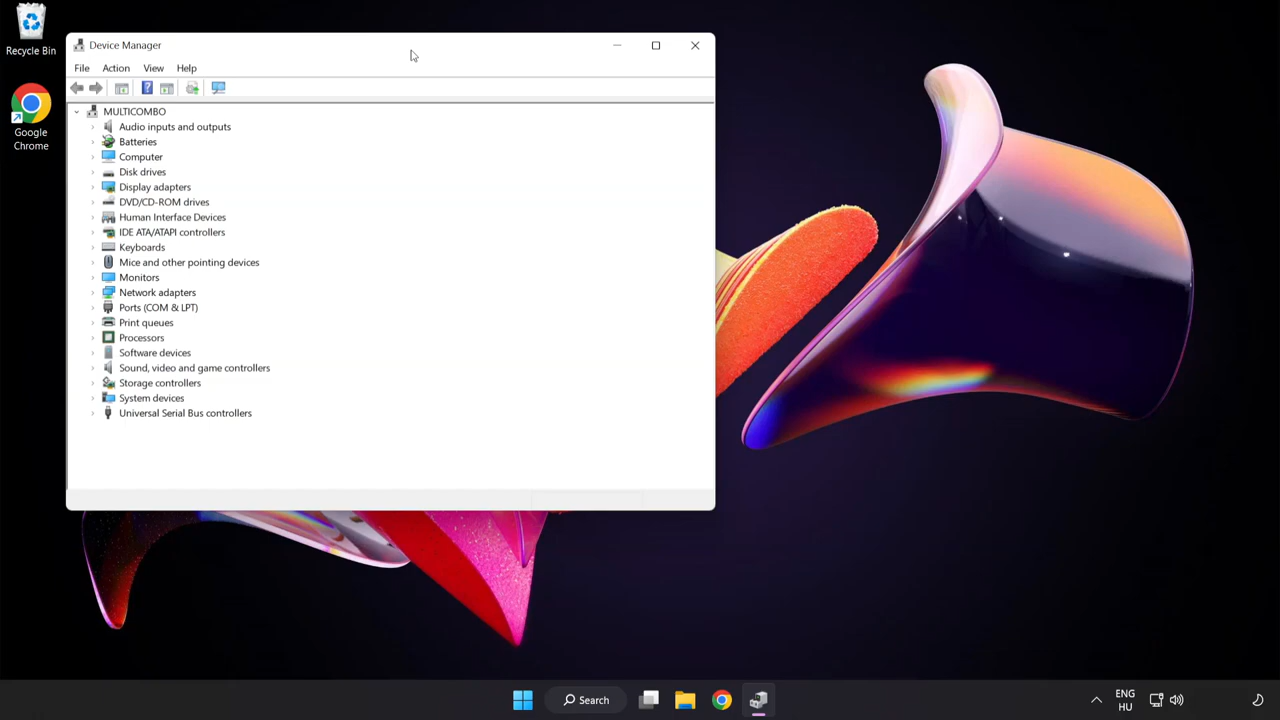 Recycle Bin
Google
Chrome
Device Manager
File Action View Help
MULTICOMBO
Audio inputs and outputs
Batteries
Computer
Disk drives
Display adapters
DVD/CD-ROM drives
Human Interface Devices
IDE ATA/ATAPI controllers
Keyboards
Mice and other pointing devices
Monitors
Network adapters
Ports (COM & LPT)
Print queues
Processors
Software devices
Sound, video and game controllers
Storage controllers
System devices
Universal Serial Bus controllers
Search
ENG
HU